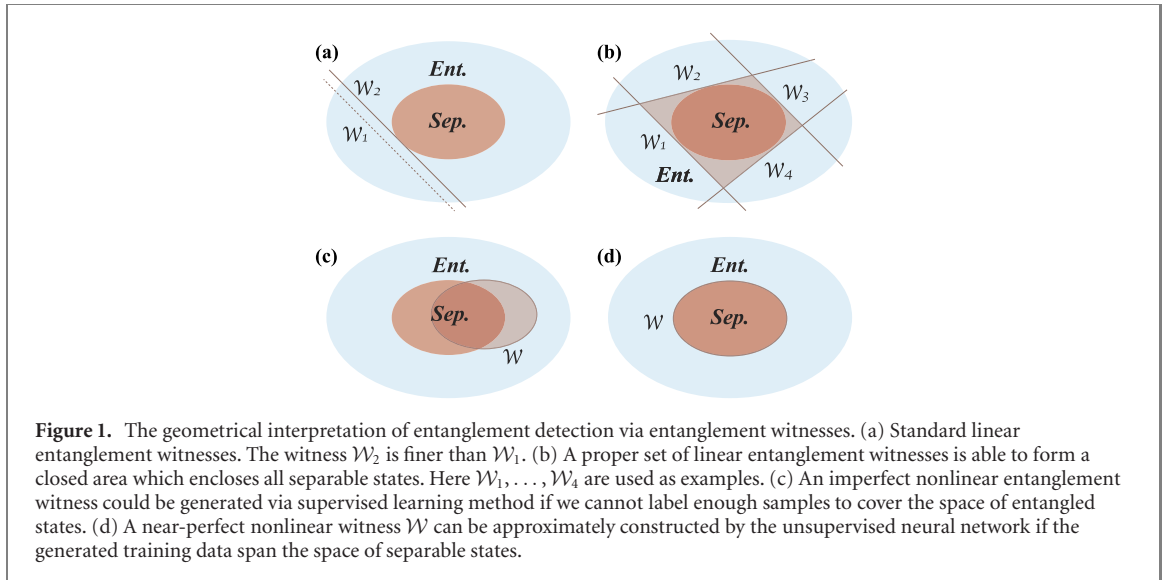 (a)
Ent.
𝒲₂
Sep.
𝒲₁
(b)
𝒲₂
𝒲₃
Sep.
𝒲₁
𝒲₄
Ent.
(c)
Ent.
Sep.
𝒲
(d)
Ent.
𝒲
Sep.
Figure 1. The geometrical interpretation of entanglement detection via entanglement witnesses. (a) Standard linear
entanglement witnesses. The witness 𝒲₂ is finer than 𝒲₁. (b) A proper set of linear entanglement witnesses is able to form a
closed area which encloses all separable states. Here 𝒲₁, . . . , 𝒲₄ are used as examples. (c) An imperfect nonlinear entanglement
witness could be generated via supervised learning method if we cannot label enough samples to cover the space of entangled
states. (d) A near-perfect nonlinear witness 𝒲 can be approximately constructed by the unsupervised neural network if the
generated training data span the space of separable states.